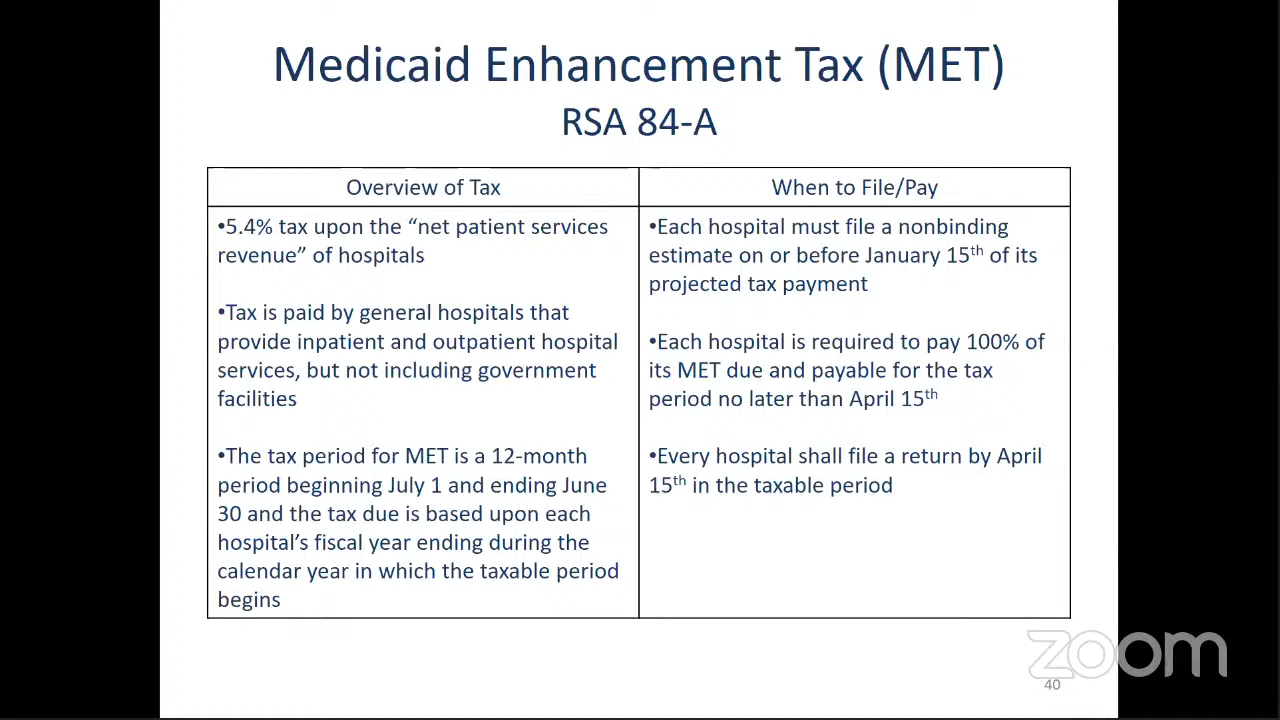 Medicaid Enhancement Tax (MET)
RSA 84-A
Overview of Tax
•5.4% tax upon the “net patient services
revenue” of hospitals
•Tax is paid by general hospitals that
provide inpatient and outpatient hospital
services, but not including government
facilities
•The tax period for MET is a 12-month
period beginning July 1 and ending June
30 and the tax due is based upon each
hospital’s fiscal year ending during the
calendar year in which the taxable period
begins
When to File/Pay
•Each hospital must file a nonbinding
estimate on or before January 15th of its
projected tax payment
•Each hospital is required to pay 100% of
its MET due and payable for the tax
period no later than April 15th
•Every hospital shall file a return by April
15th in the taxable period
zoom
40